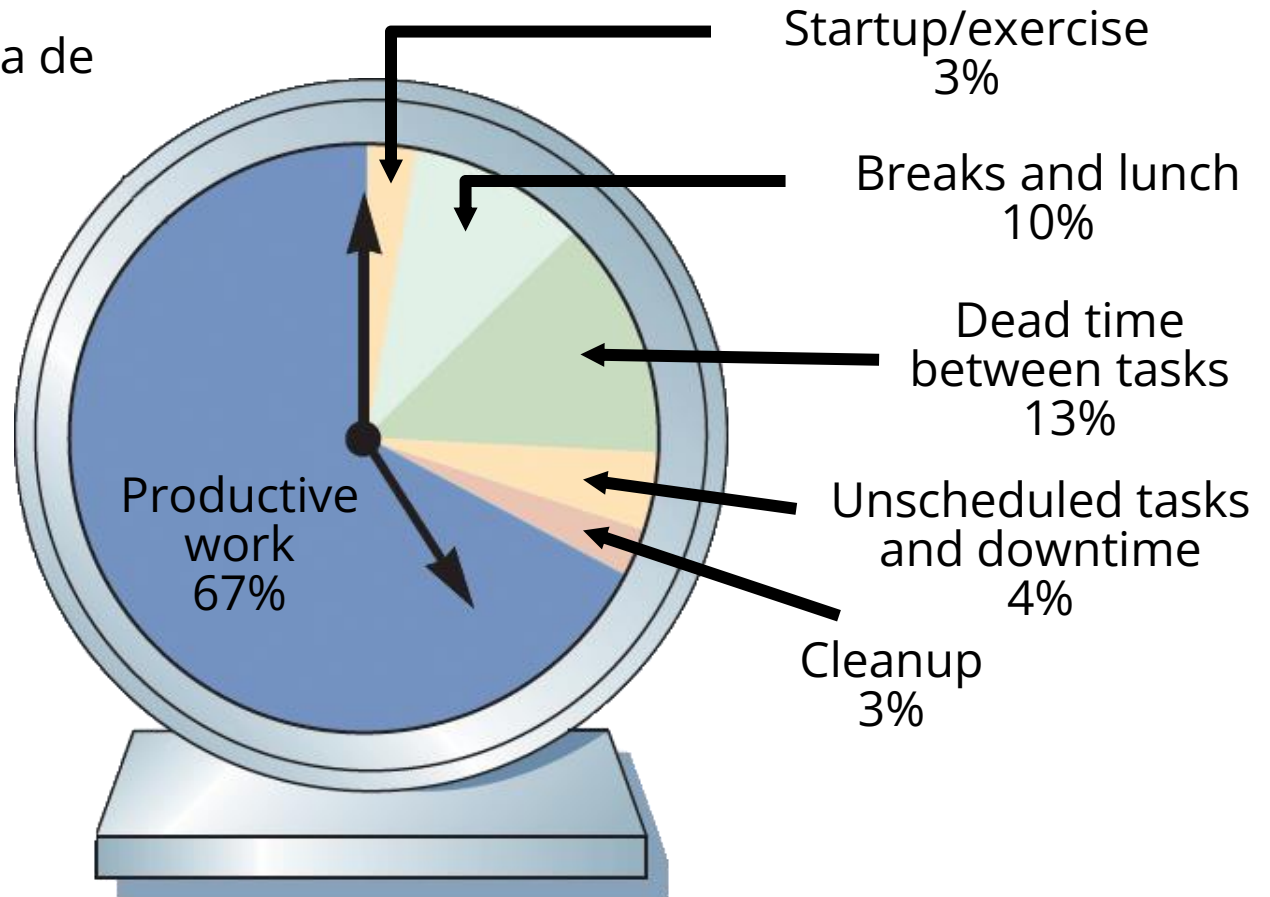 a de
Startup/exercise
3%
Breaks and lunch
10%
Dead time
between tasks
13%
Unscheduled tasks
and downtime
4%
Cleanup
3%
Productive
work
67%